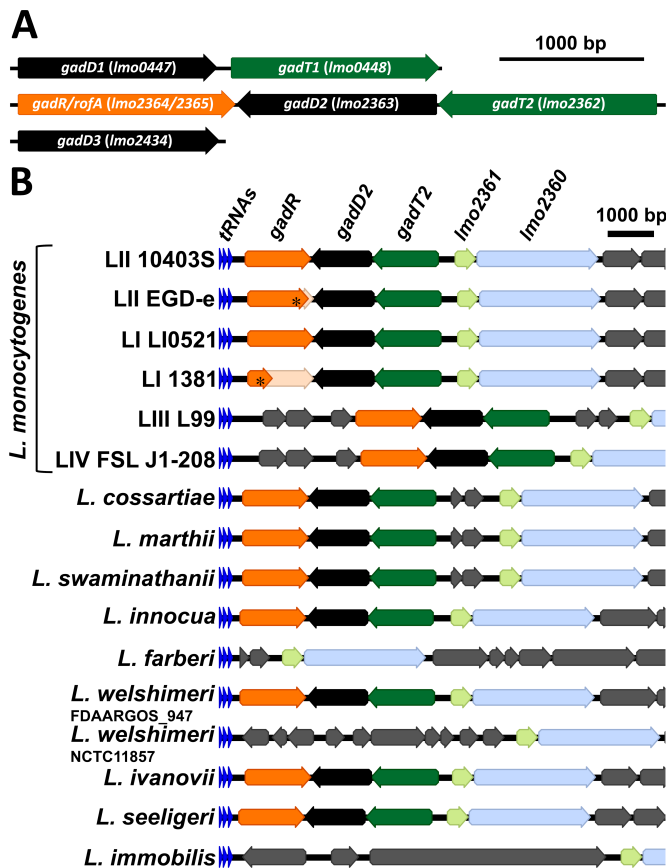 A
1000 bp
gadD1 (lmo0447) gadT1 (lmo0448)
gadR/rofA (lmo2364/2365) gadD2 (lmo2363) gadT2 (lmo2362)
gadD3 (lmo2434)
B
tRNAs gadR gadD2 gadT2 lmo2361 lmo2360
1000 bp
L. monocytogenes
LII 10403S
LII EGD-e *
LI LI0521
LI 1381 *
LIII L99
LIV FSL J1-208
L. cossartiae
L. marthii
L. swaminathanii
L. innocua
L. farberi
L. welshimeri
FDAARGOS_947
L. welshimeri
NCTC11857
L. ivanovii
L. seeligeri
L. immobilis